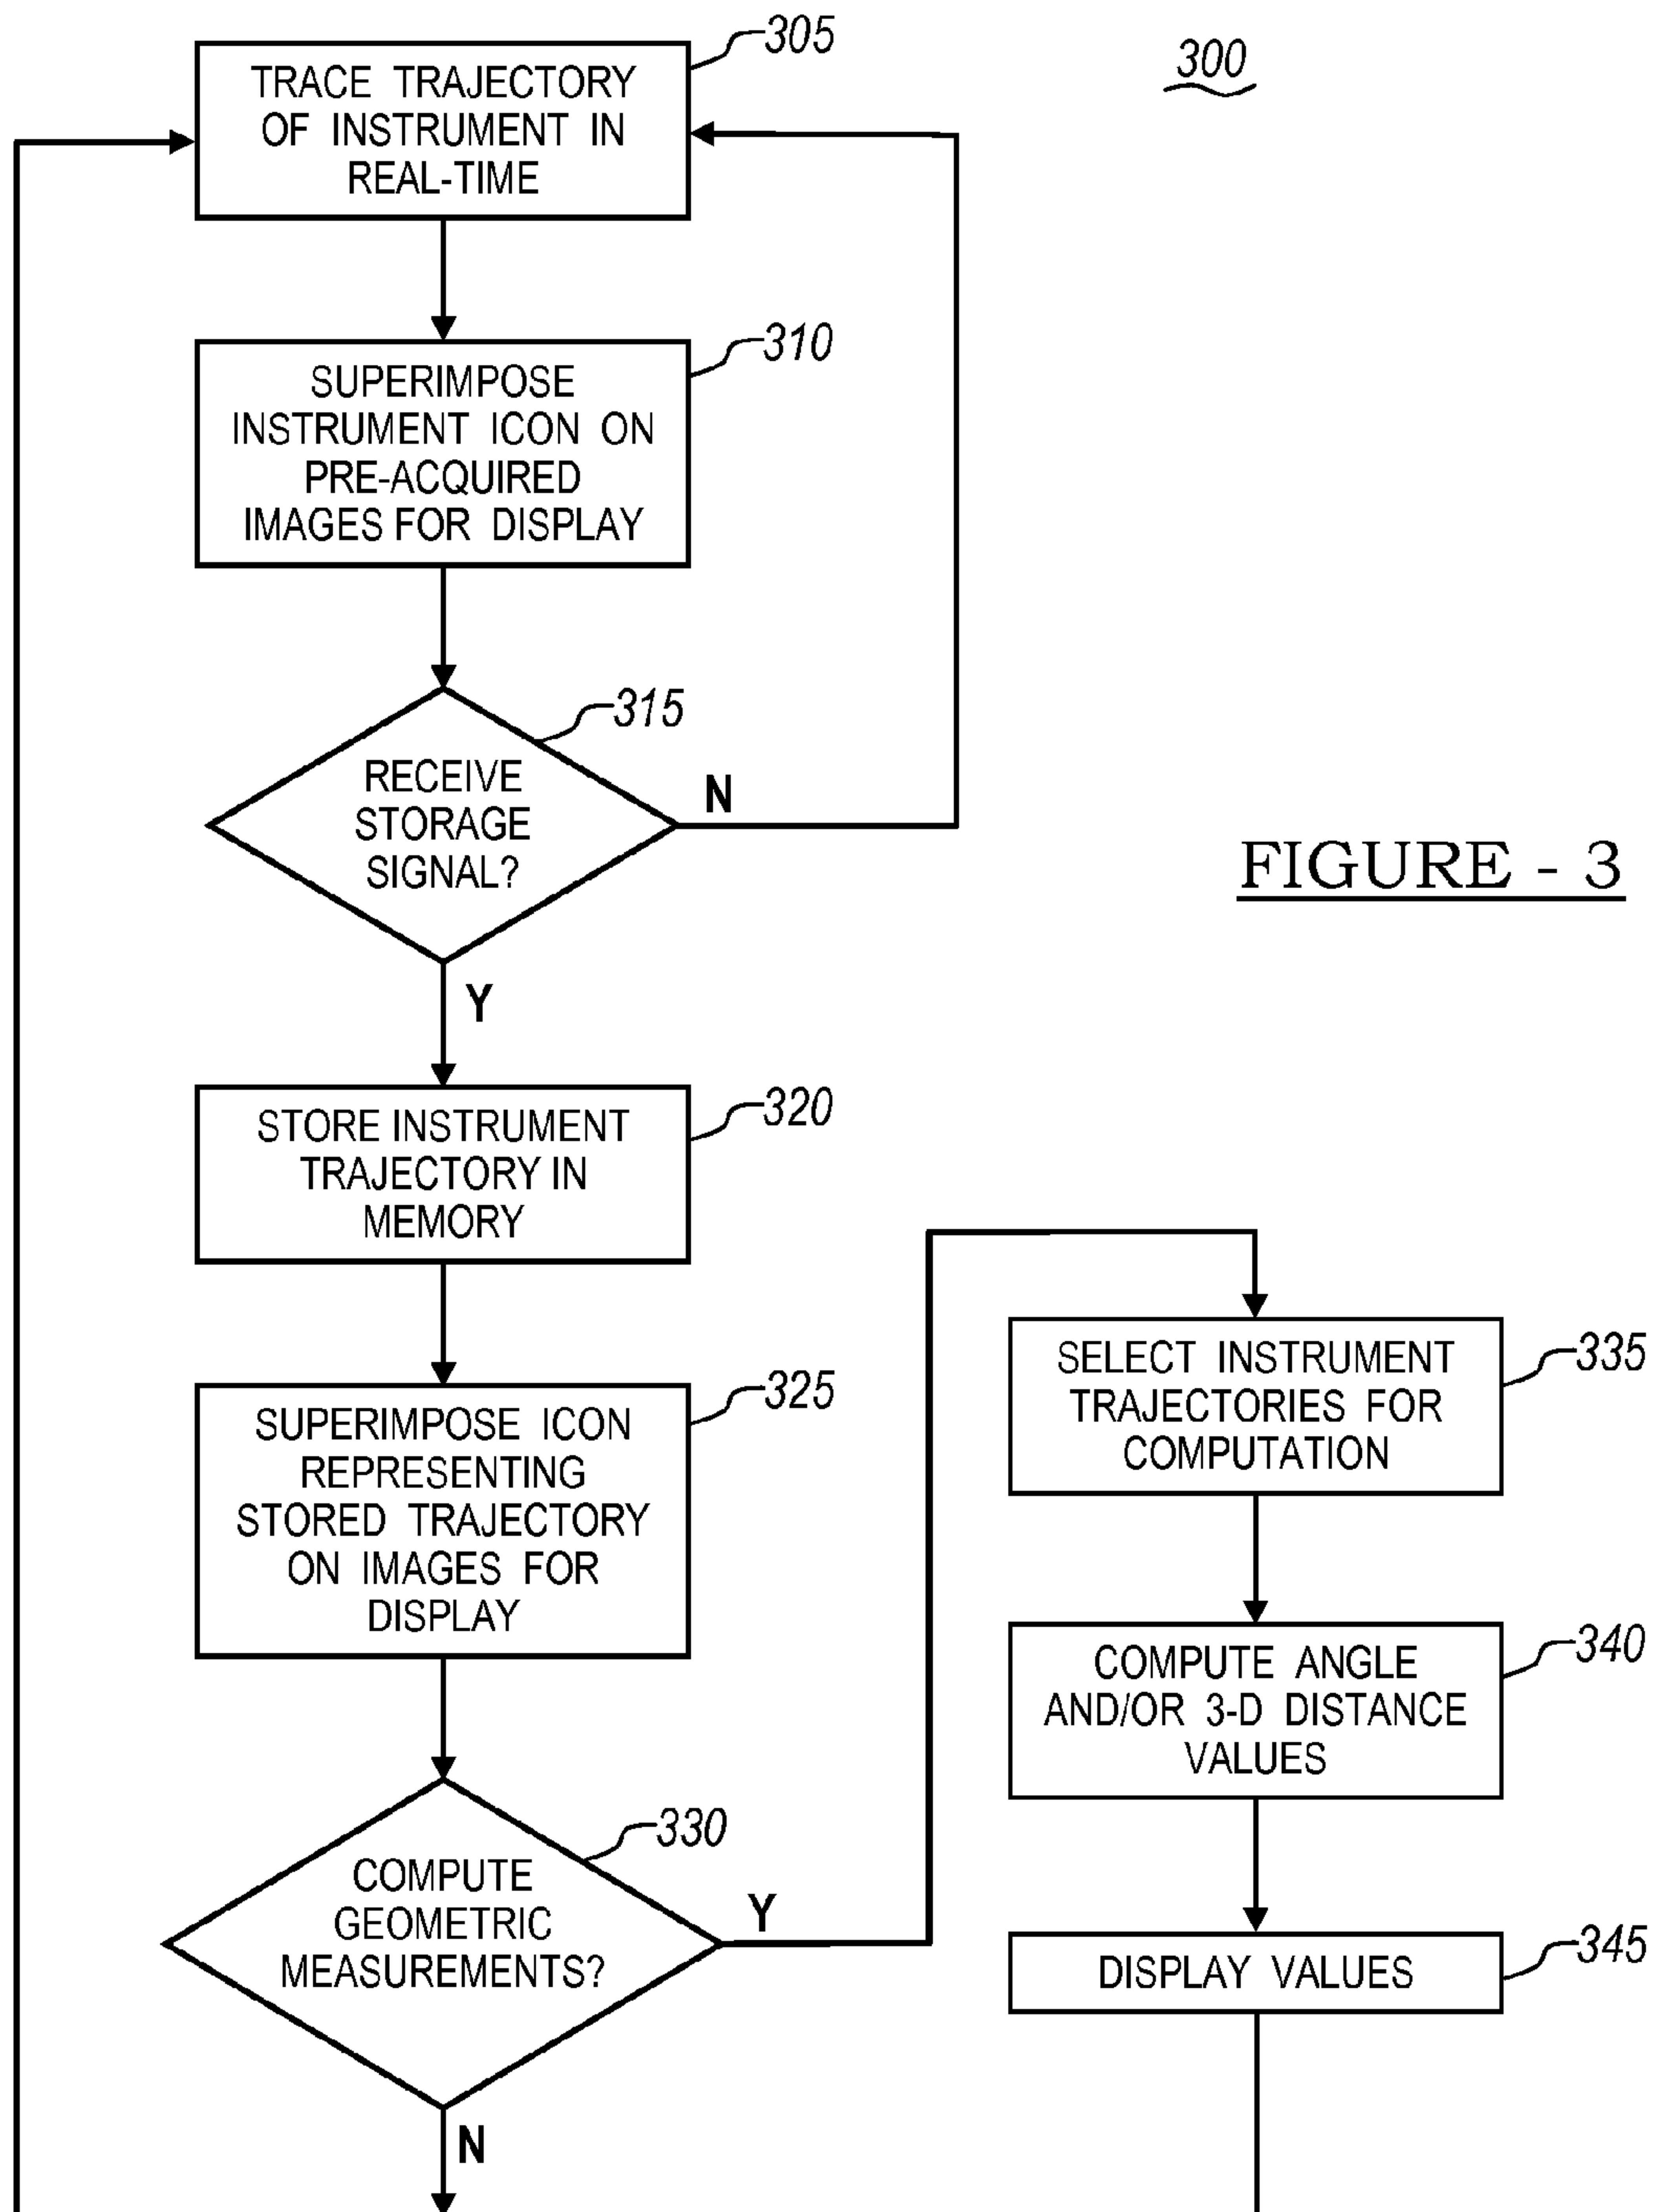 305
300
TRACE TRAJECTORY
OF INSTRUMENT IN
REAL-TIME
310
SUPERIMPOSE
INSTRUMENT ICON ON
PRE-ACQUIRED
IMAGES FOR DISPLAY
315
RECEIVE
STORAGE
SIGNAL?
N
FIGURE - 3
Y
320
STORE INSTRUMENT
TRAJECTORY IN
MEMORY
325
SUPERIMPOSE ICON
REPRESENTING
STORED TRAJECTORY
ON IMAGES FOR
DISPLAY
330
COMPUTE
GEOMETRIC
MEASUREMENTS?
Y
N
335
SELECT INSTRUMENT
TRAJECTORIES FOR
COMPUTATION
340
COMPUTE ANGLE
AND/OR 3-D DISTANCE
VALUES
345
DISPLAY VALUES